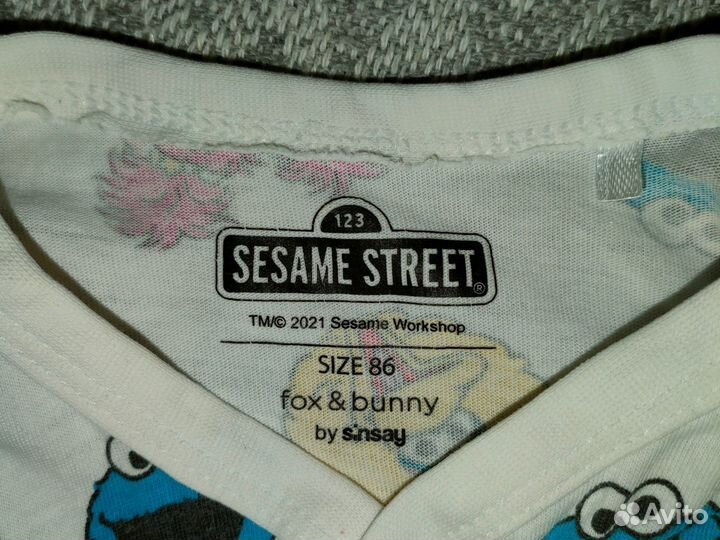 123
SESAME STREET®
TM/© 2021 Sesame Workshop
SIZE 86
fox & bunny
by sinsay
Avito